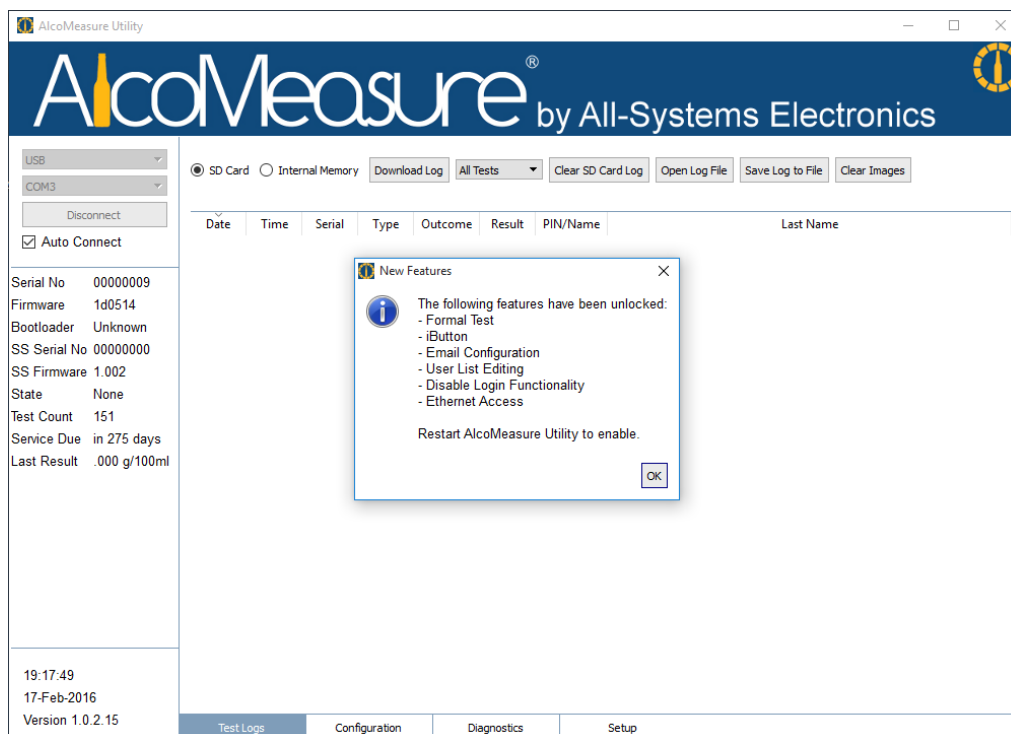 AlcoMeasure Utility
AlcoMeasure® by All-Systems Electronics
USB
COM3
Disconnect
Auto Connect
Serial No 00000009
Firmware 1d0514
Bootloader Unknown
SS Serial No 00000000
SS Firmware 1.002
State None
Test Count 151
Service Due in 275 days
Last Result .000 g/100ml
19:17:49
17-Feb-2016
Version 1.0.2.15
SD Card Internal Memory Download Log All Tests Clear SD Card Log Open Log File Save Log to File Clear Images
Date Time Serial Type Outcome Result PIN/Name Last Name
New Features
The following features have been unlocked:
- Formal Test
- iButton
- Email Configuration
- User List Editing
- Disable Login Functionality
- Ethernet Access
Restart AlcoMeasure Utility to enable.
OK
Test Logs Configuration Diagnostics Setup